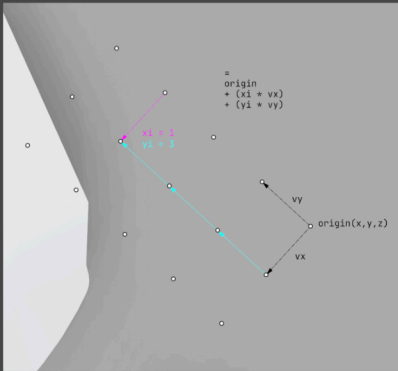 =
origin
+ (xi * vx)
+ (yi * vy)
xi = 1
yi = 3
vy
origin(x,y,z)
vx